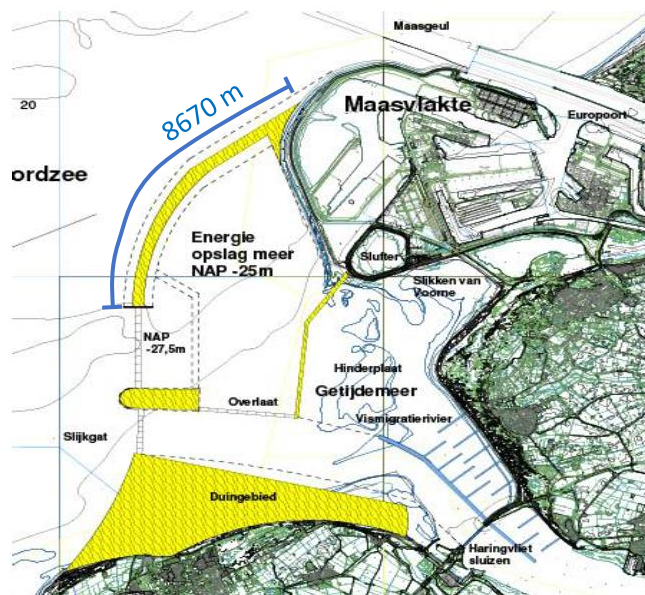 Maasgeul
8670 m
Maasvlakte
20
Europoort
ordzee
Energie
opslag meer
NAP -25m
Slufter
Slikken van
Voorne
NAP
-27,5m
Hinderplaat
Getijdemeer
Overlaat
Vismigratierivier
Slijkgat
Duingebied
Haringvliet
sluizen